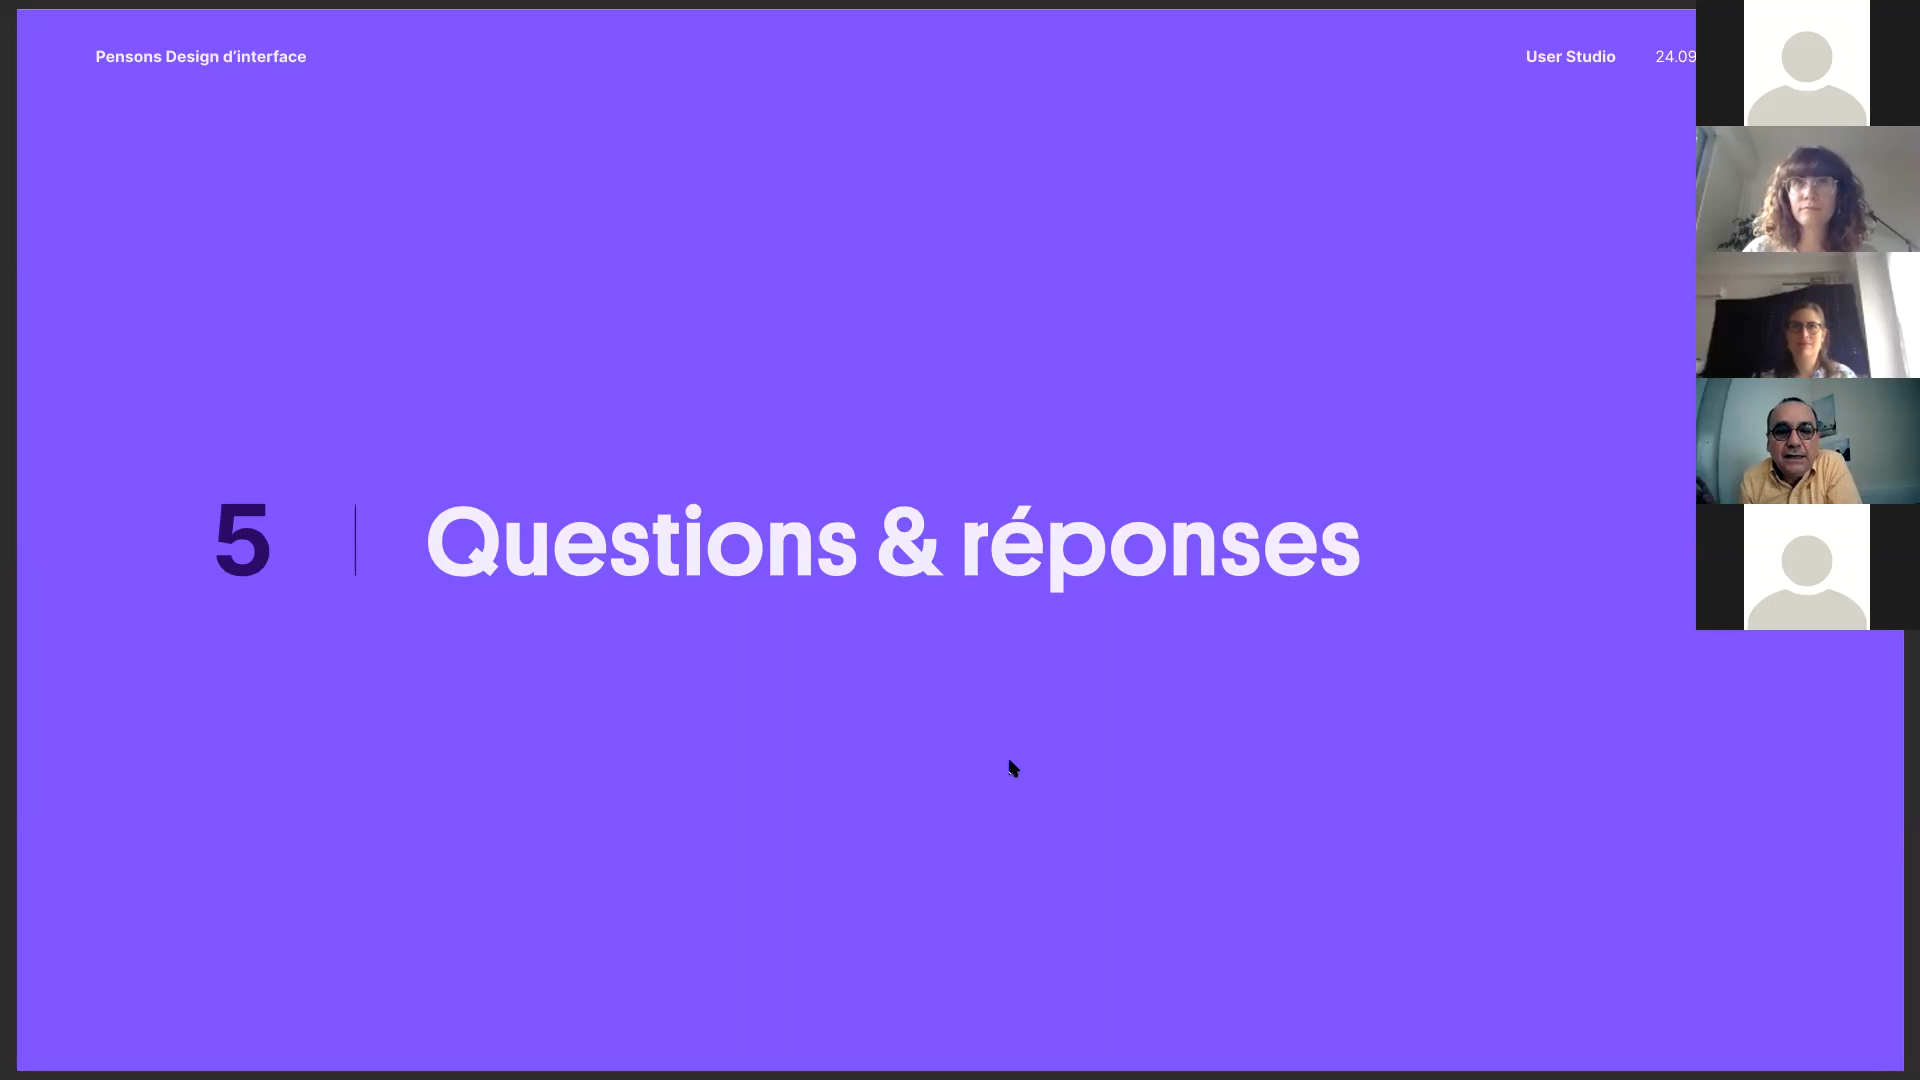 Pensons Design d’interface
User Studio 24.09
5
Questions & réponses